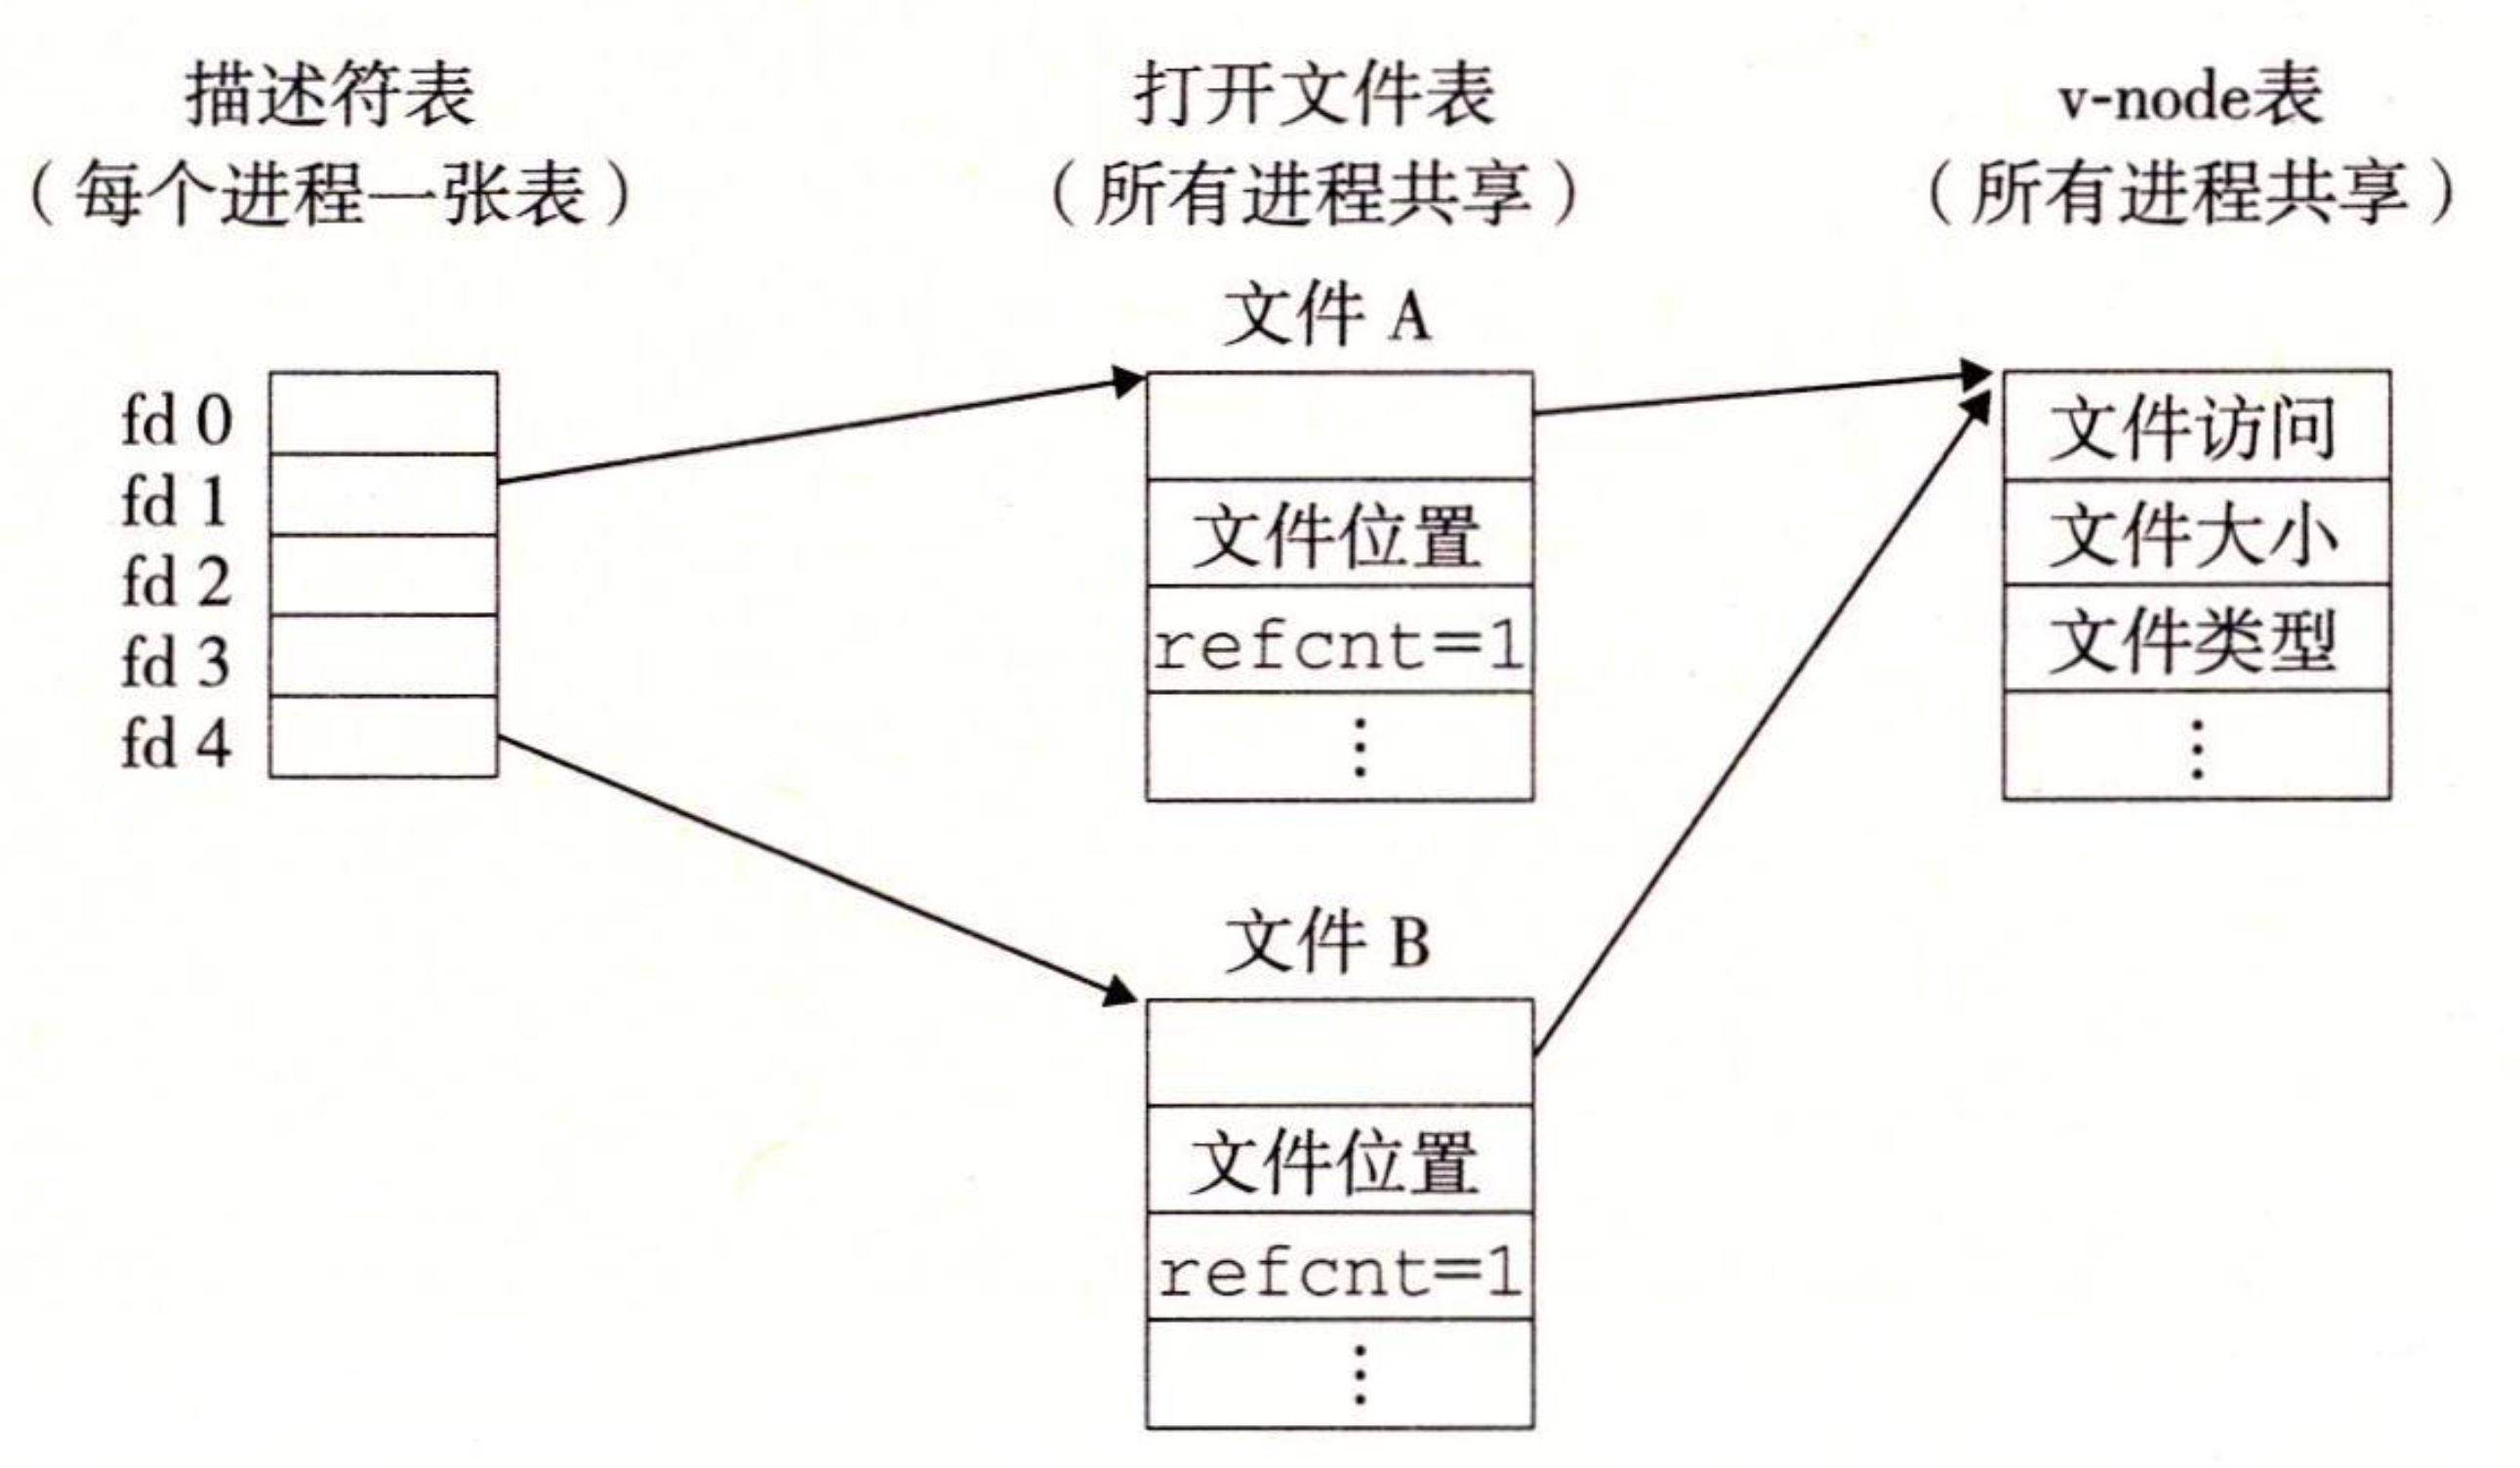 描述符表
（每个进程一张表）
打开文件表
（所有进程共享）
v-node表
（所有进程共享）
fd 0
fd 1
fd 2
fd 3
fd 4
文件 A
文件位置
refcnt=1
⋮
文件 B
文件位置
refcnt=1
⋮
文件访问
文件大小
文件类型
⋮